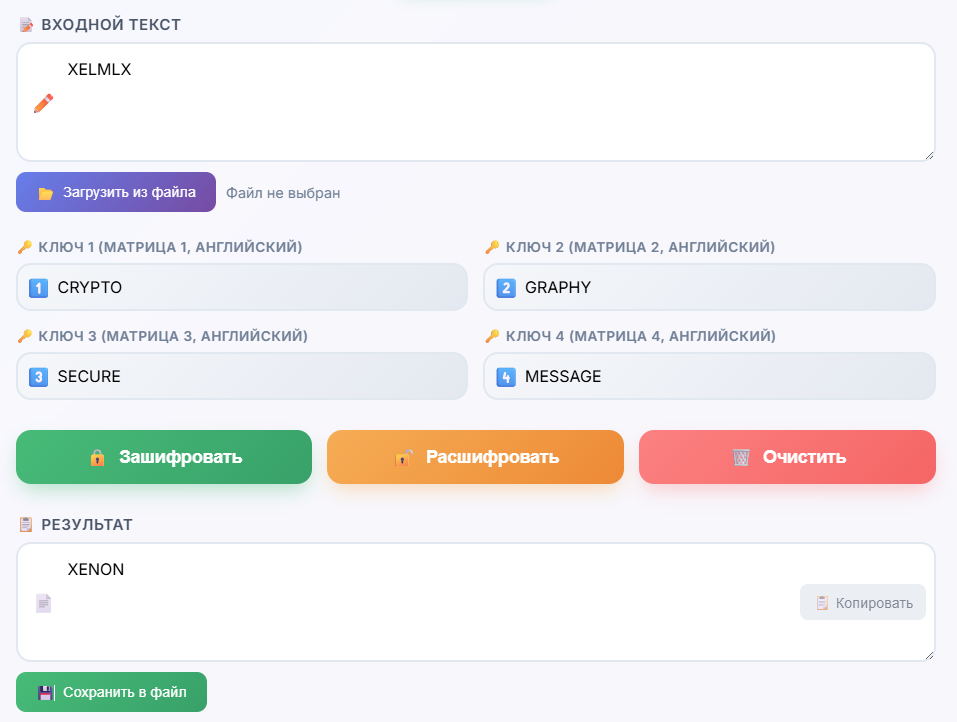 ВХОДНОЙ ТЕКСТ
XELMLX
Загрузить из файла Файл не выбран
КЛЮЧ 1 (МАТРИЦА 1, АНГЛИЙСКИЙ) КЛЮЧ 2 (МАТРИЦА 2, АНГЛИЙСКИЙ)
1 CRYPTO 2 GRAPHY
КЛЮЧ 3 (МАТРИЦА 3, АНГЛИЙСКИЙ) КЛЮЧ 4 (МАТРИЦА 4, АНГЛИЙСКИЙ)
3 SECURE 4 MESSAGE
Зашифровать Расшифровать Очистить
РЕЗУЛЬТАТ
XENON
Копировать
Сохранить в файл